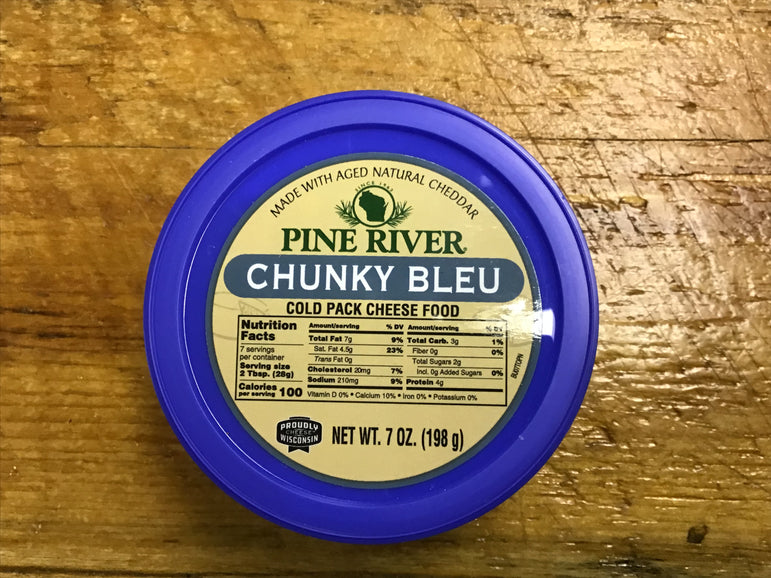 MADE WITH AGED NATURAL CHEDDAR
PINE RIVER®
CHUNKY BLEU
COLD PACK CHEESE FOOD
Nutrition Facts
7 servings per container
Serving size
2 Tbsp. (28g)
Calories per serving 100
Amount/serving % DV
Total Fat 7g 9%
Sat. Fat 4.5g 23%
Trans Fat 0g
Cholesterol 20mg 7%
Sodium 210mg 9%
Amount/serving % DV
Total Carb. 3g 1%
Fiber 0g 0%
Total Sugars 2g
Incl. 0g Added Sugars 0%
Protein 4g
Vitamin D 0% • Calcium 10% • Iron 0% • Potassium 0%
PROUDLY
WISCONSIN
CHEESE
NET WT. 7 OZ. (198 g)